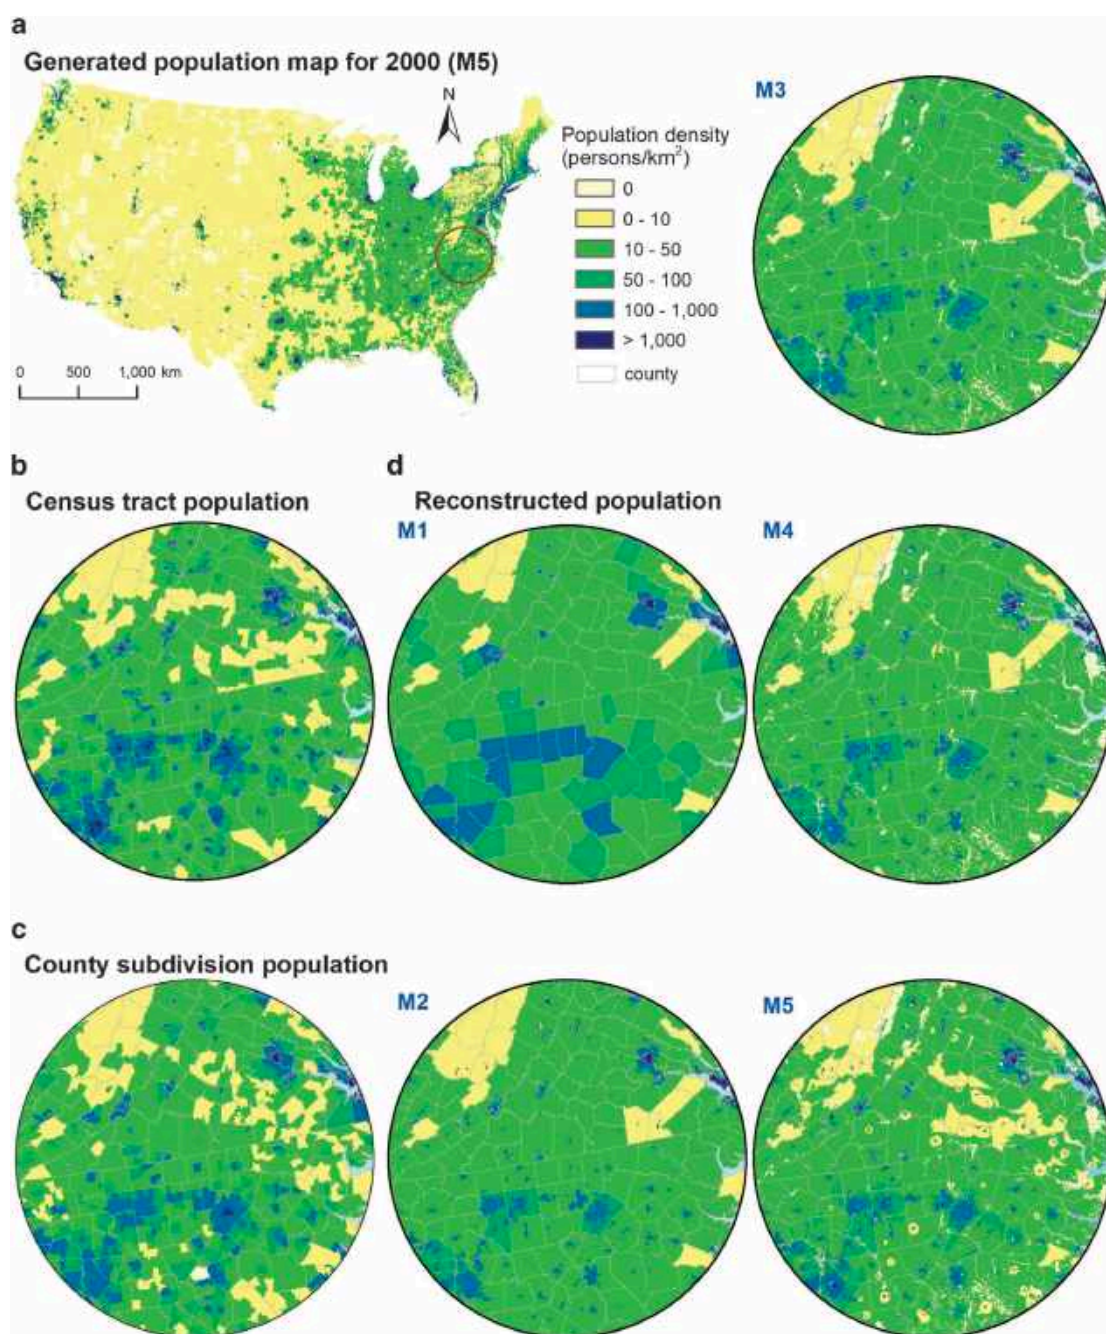 a
Generated population map for 2000 (M5)
N
Population density
(persons/km²)
0
0 - 10
10 - 50
50 - 100
100 - 1,000
> 1,000
county
0 500 1,000 km
M3
b
Census tract population
d
Reconstructed population
M1
M4
c
County subdivision population
M2
M5